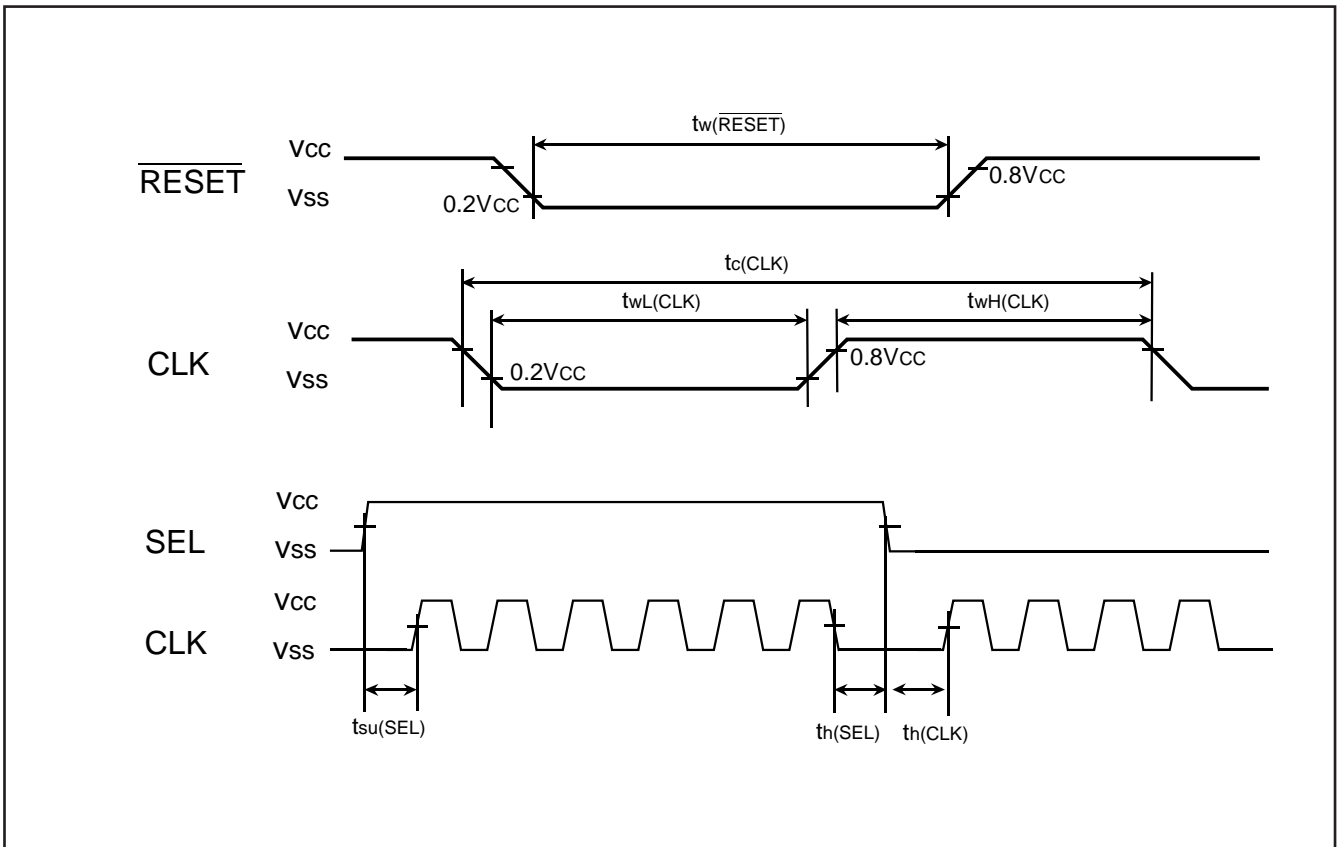 tw(RESET)
VCC
RESET
VSS
0.2VCC
0.8VCC
tc(CLK)
twL(CLK)
twH(CLK)
VCC
CLK
VSS
0.2VCC
0.8VCC
VCC
SEL
VSS
VCC
CLK
VSS
tsu(SEL)
th(SEL)
th(CLK)